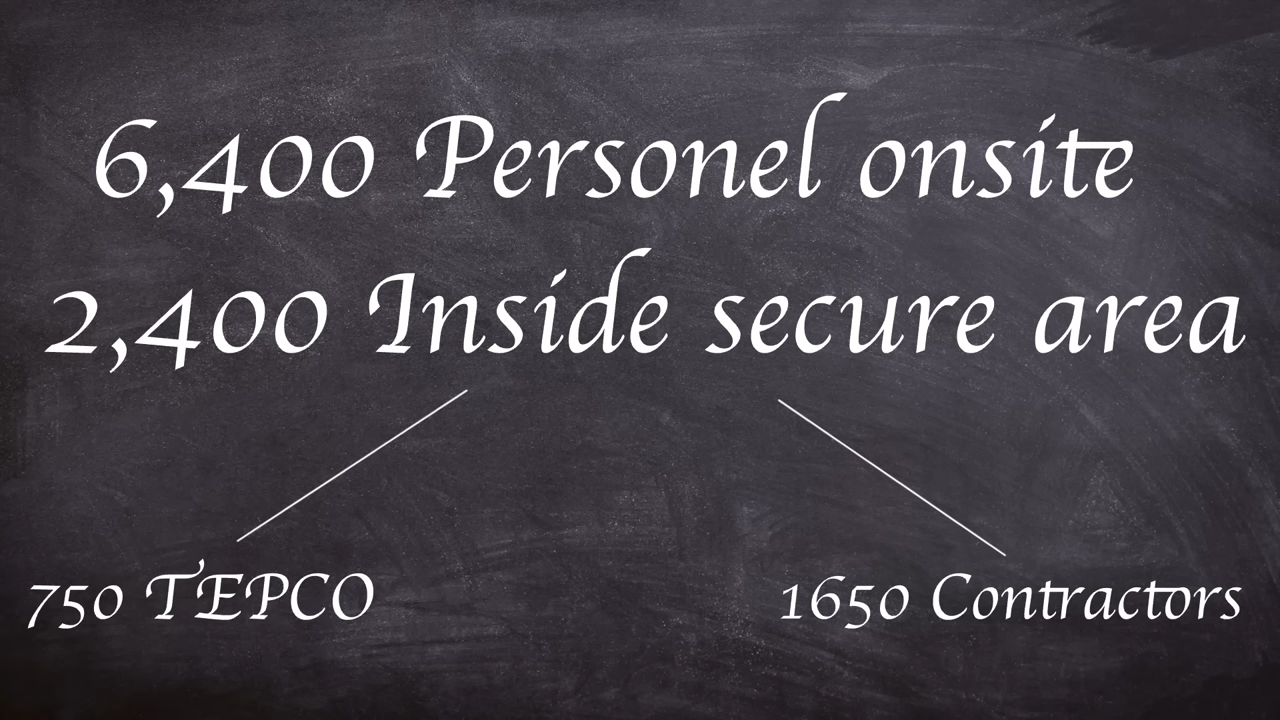 6,400 Personel onsite
2,400 Inside secure area
750 TEPCO
1650 Contractors